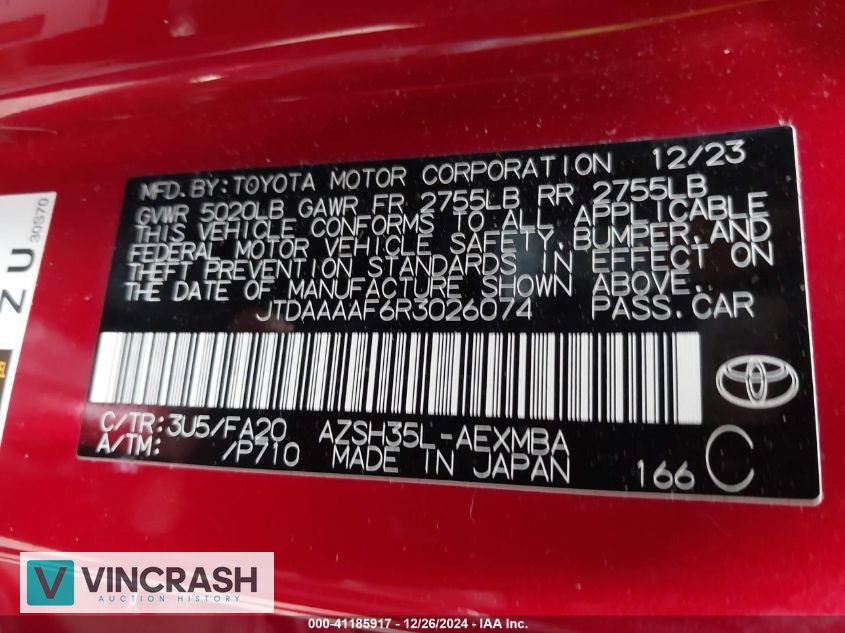 MFD. BY: TOYOTA MOTOR CORPORATION 12/23
GVWR 5020LB GAWR FR 2755LB RR 2755LB
THIS VEHICLE CONFORMS TO ALL APPLICABLE
FEDERAL MOTOR VEHICLE SAFETY, BUMPER, AND
THEFT PREVENTION STANDARDS IN EFFECT ON
THE DATE OF MANUFACTURE SHOWN ABOVE.
JTDAAAAF6R3026074 PASS. CAR
C/TR: 3U5/FA20 AZSH35L-AEXMBA
A/TM: /P710 MADE IN JAPAN 166 C
ZU
30S70
V VINCRASH
AUCTION HISTORY
000-41185917 - 12/26/2024 - IAA Inc.